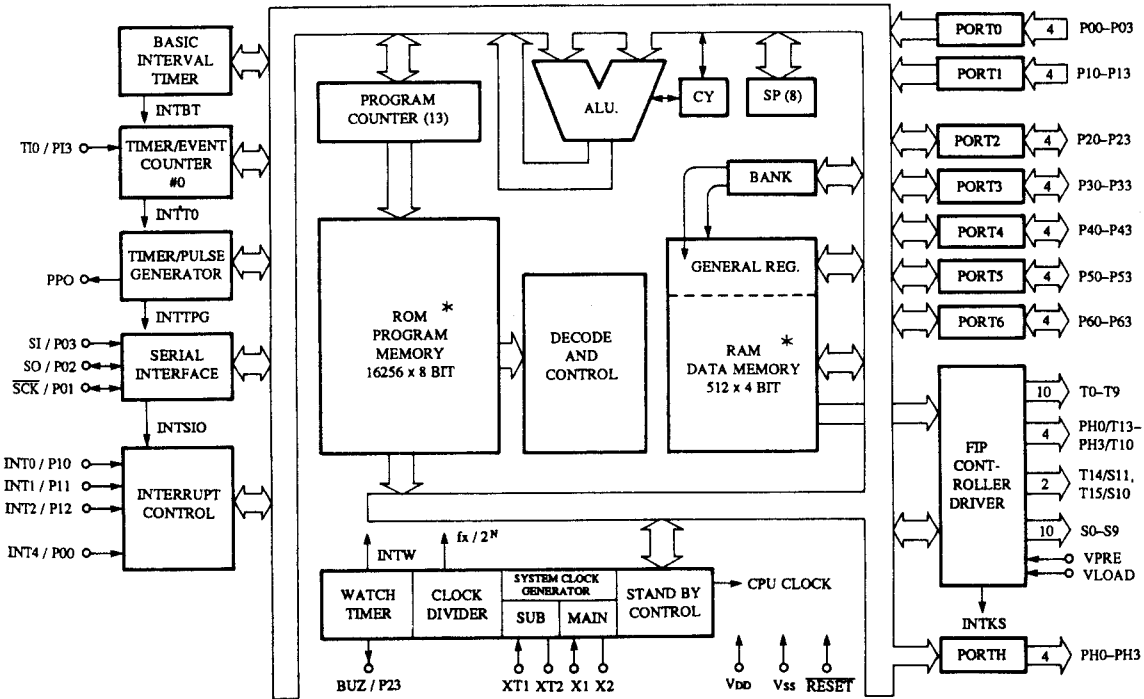 BASIC
INTERVAL
TIMER
INTBT
TI0 / PI3
TIMER/EVENT
COUNTER
#0
INTT0
TIMER/PULSE
GENERATOR
PPO
INTTPG
SI / P03
SO / P02
SCK / P01
SERIAL
INTERFACE
INTSIO
INT0 / P10
INT1 / P11
INT2 / P12
INT4 / P00
INTERRUPT
CONTROL
PROGRAM
COUNTER (13)
ALU.
CY
SP (8)
BANK
GENERAL REG.
ROM *
PROGRAM
MEMORY
16256 x 8 BIT
DECODE
AND
CONTROL
RAM *
DATA MEMORY
512 x 4 BIT
INTW
fx / 2^N
WATCH
TIMER
CLOCK
DIVIDER
SYSTEM CLOCK
GENERATOR
SUB
MAIN
STAND BY
CONTROL
CPU CLOCK
BUZ / P23
XT1
XT2
X1
X2
VDD
VSS
RESET
PORT0 4 P00–P03
PORT1 4 P10–P13
PORT2 4 P20–P23
PORT3 4 P30–P33
PORT4 4 P40–P43
PORT5 4 P50–P53
PORT6 4 P60–P63
FIP
CONT-
ROLLER
DRIVER
10 T0–T9
4 PH0/T13–
PH3/T10
2 T14/S11,
T15/S10
10 S0–S9
VPRE
VLOAD
INTKS
PORTH 4 PH0–PH3